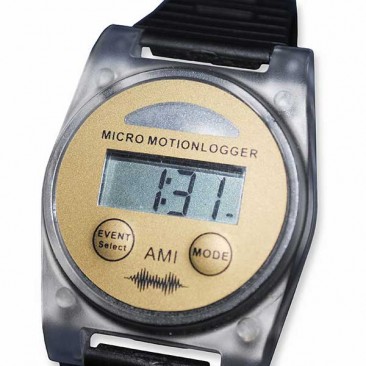 MICRO MOTIONLOGGER
1:31.
EVENT
Select
AMI
MODE